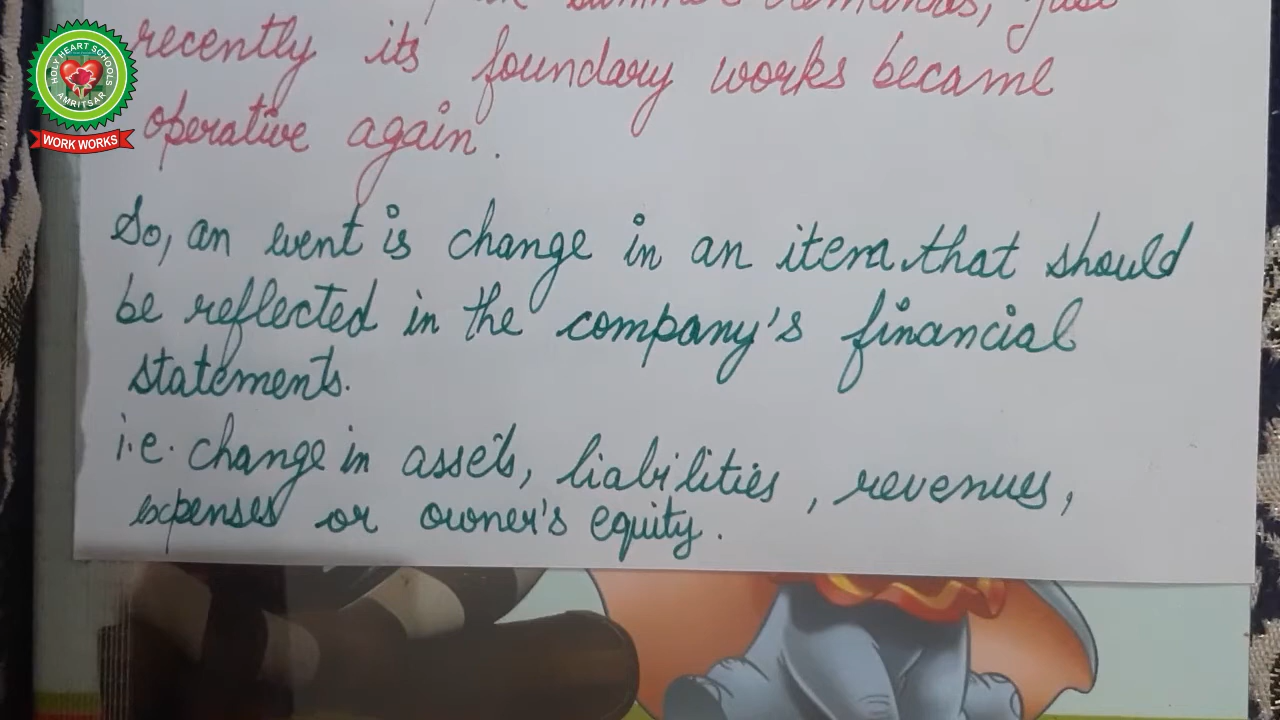 recently its foundary works became
operative again.
So, an event is change in an item that should
be reflected in the company's financial
statements.
i.e. change in assets, liabilities, revenues,
expenses or owner's equity.
HOLY HEART SCHOOLS
AMRITSAR
WORK WORKS